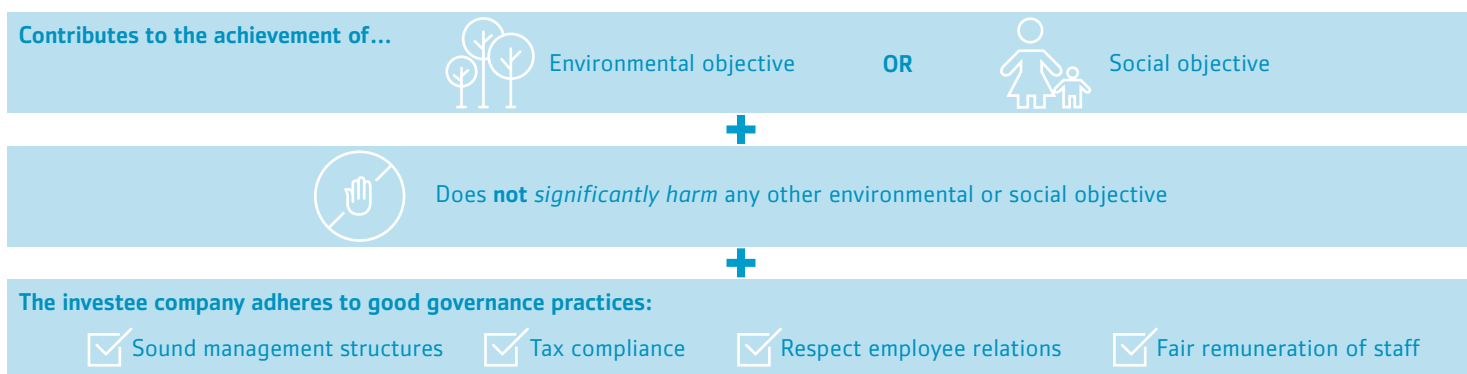 Contributes to the achievement of...
Environmental objective OR Social objective
Does not significantly harm any other environmental or social objective
The investee company adheres to good governance practices:
Sound management structures Tax compliance Respect employee relations Fair remuneration of staff